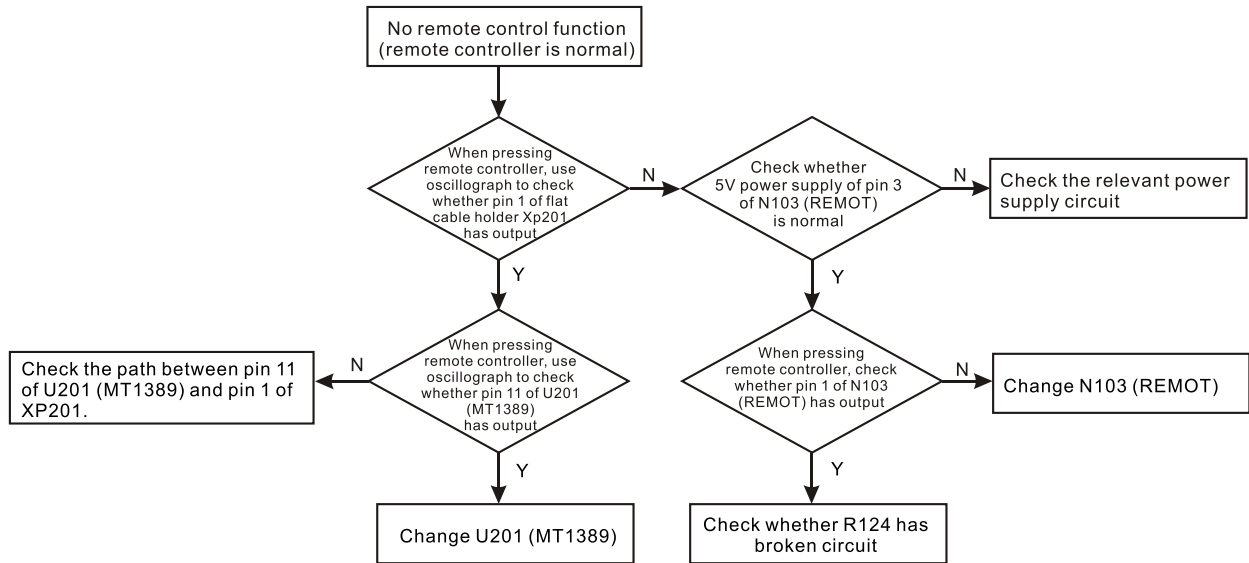 No remote control function
(remote controller is normal)
When pressing
remote controller, use
oscillograph to check
whether pin 1 of flat
cable holder Xp201
has output
N
Check whether
5V power supply of pin 3
of N103 (REMOT)
is normal
N
Check the relevant power
supply circuit
Y
Y
Check the path between pin 11
of U201 (MT1389) and pin 1 of
XP201.
N
When pressing
remote controller, use
oscillograph to check
whether pin 11 of U201
(MT1389)
has output
When pressing
remote controller, check
whether pin 1 of N103
(REMOT) has output
N
Change N103 (REMOT)
Y
Y
Change U201 (MT1389)
Check whether R124 has
broken circuit